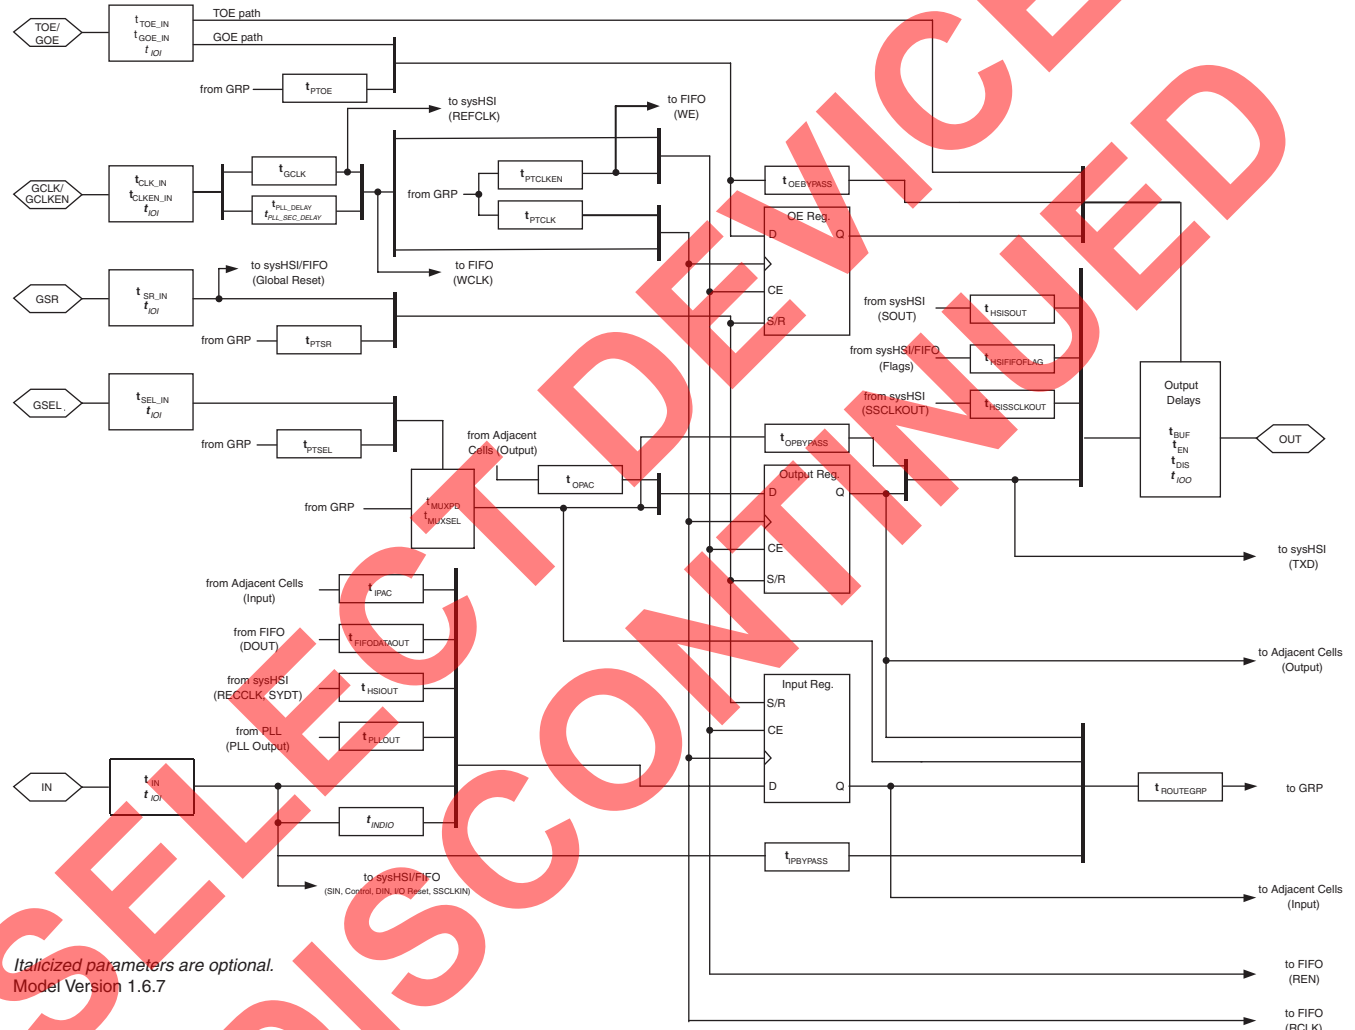 TOE/
GOE
tTOE_IN
tGOE_IN
tIOI
TOE path
GOE path
from GRP
tPTOE
to sysHSI
(REFCLK)
to FIFO
(WE)
GCLK/
GCLKEN
tCLK_IN
tCLKEN_IN
tIOI
tGCLK
tPLL_DELAY
tPLL_SEC_DELAY
from GRP
tPTCLKEN
tPTCLK
tOEBYPASS
OE Reg.
D
Q
CE
S/R
to sysHSI/FIFO
(Global Reset)
to FIFO
(WCLK)
GSR
tSR_IN
tIOI
from GRP
tPTSR
from sysHSI
(SOUT)
tHSISOUT
from sysHSI/FIFO
(Flags)
tHSIFIFOFLAG
from sysHSI
(SSCLKOUT)
tHSISSCLKOUT
Output
Delays
tBUF
tEN
tDIS
tIOO
OUT
GSEL
tSEL_IN
tIOI
from GRP
tPTSEL
from Adjacent
Cells (Output)
tOPAC
tOPBYPASS
Output Reg.
D
Q
CE
S/R
from GRP
tMUXPD
tMUXSEL
to sysHSI
(TXD)
from Adjacent Cells
(Input)
tIPAC
from FIFO
(DOUT)
tFIFODATAOUT
from sysHSI
(RECCLK, SYDT)
tHSIOUT
from PLL
(PLL Output)
tPLLOUT
to Adjacent Cells
(Output)
Input Reg.
S/R
CE
D
Q
IN
tIN
tIOI
tINDIO
tROUTEGRP
to GRP
tIPBYPASS
to sysHSI/FIFO
(SIN, Control, DIN, I/O Reset, SSCLKIN)
to Adjacent Cells
(Input)
to FIFO
(REN)
to FIFO
(RCLK)
Italicized parameters are optional.
Model Version 1.6.7
SELECT DEVICE
DISCONTINUED